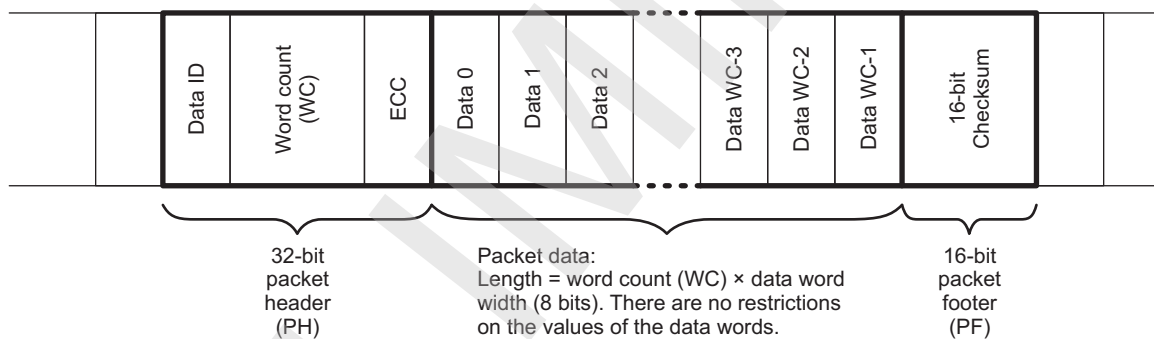 Data ID
Word count
(WC)
ECC
Data 0
Data 1
Data 2
Data WC-3
Data WC-2
Data WC-1
16-bit
Checksum
32-bit
packet
header
(PH)
Packet data:
Length = word count (WC) × data word
width (8 bits). There are no restrictions
on the values of the data words.
16-bit
packet
footer
(PF)